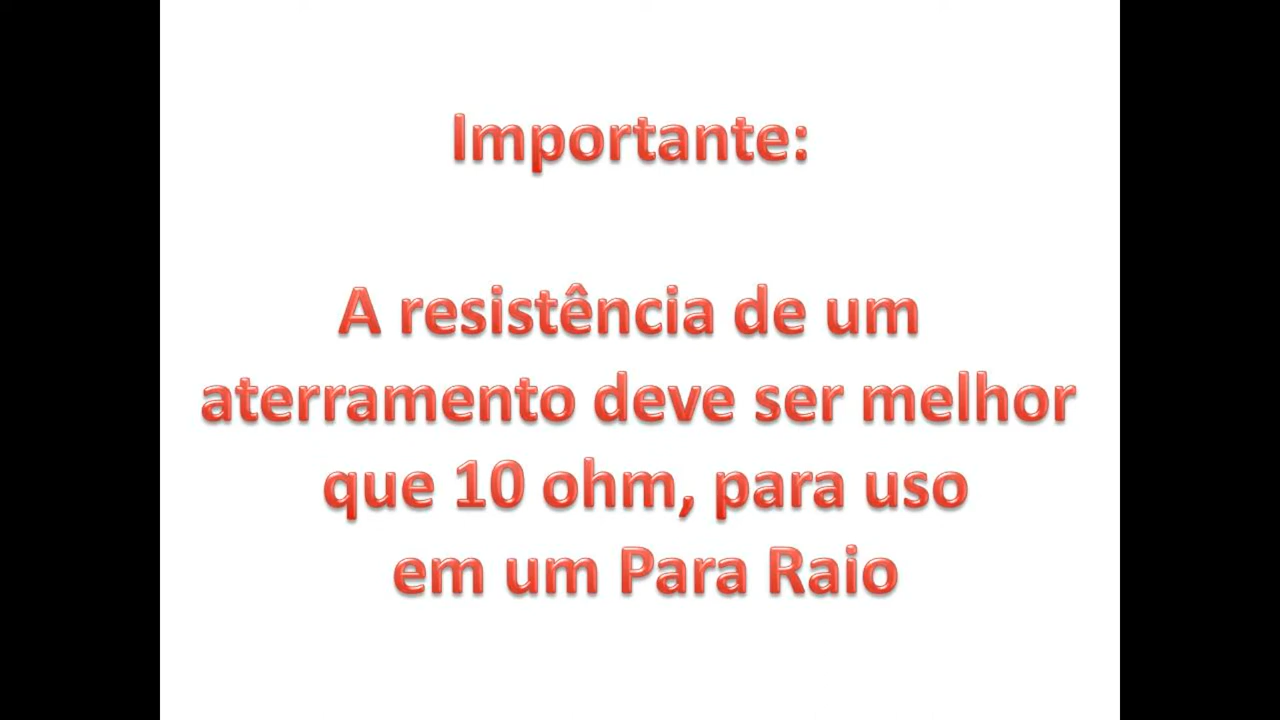 Importante:
A resistência de um
aterramento deve ser melhor
que 10 ohm, para uso
em um Para Raio